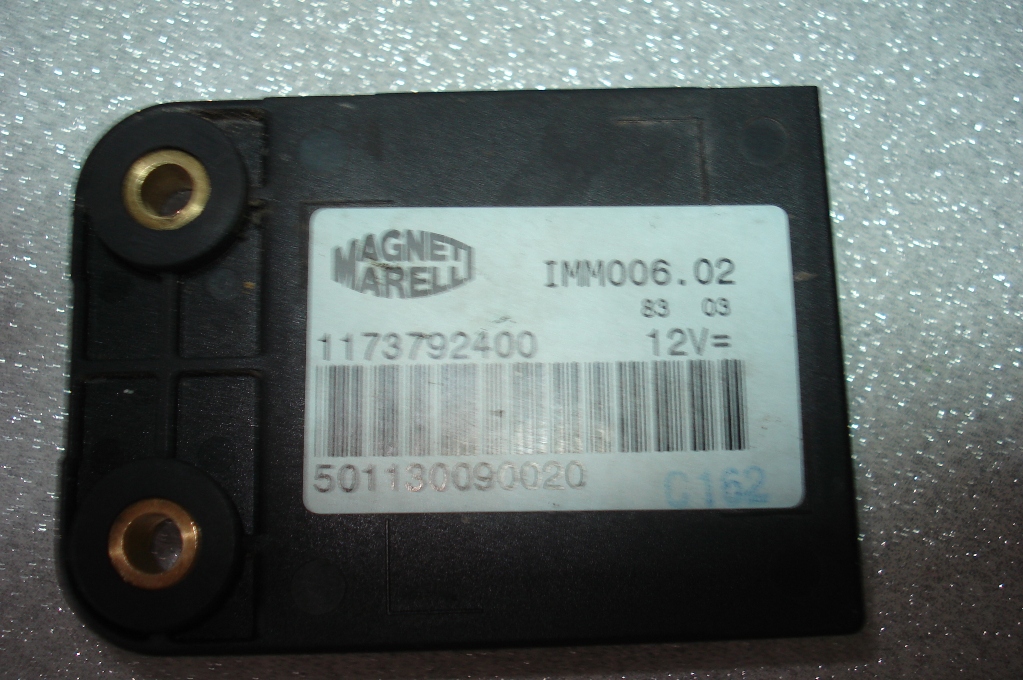 MAGNETI
MARELLI
IMM006.02
83 03
1173792400 12V=
501130090020
C162